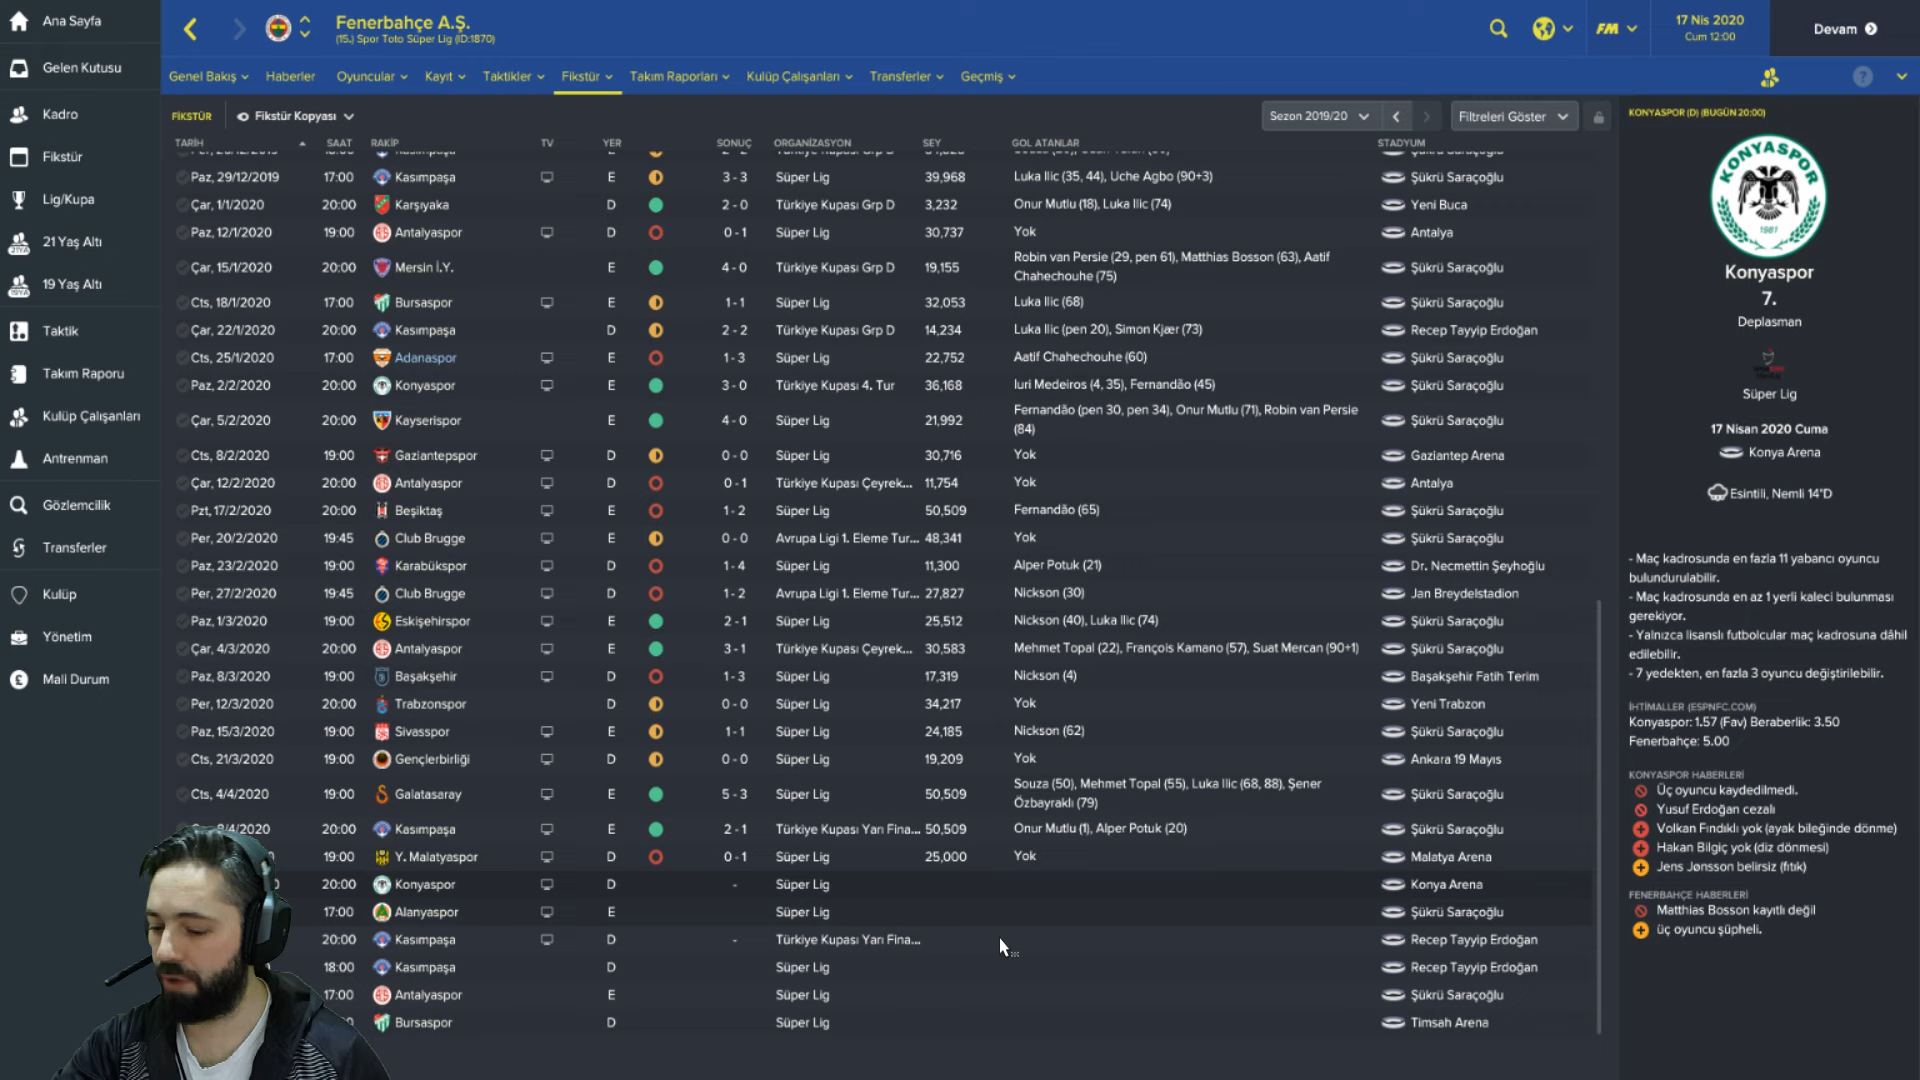 Ana Sayfa
Gelen Kutusu
Kadro
Fikstür
Lig/Kupa
21 Yaş Altı
19 Yaş Altı
Taktik
Takım Raporu
Kulüp Çalışanları
Antrenman
Gözlemcilik
Transferler
Kulüp
Yönetim
Mali Durum
Fenerbahçe A.Ş.
(15.) Spor Toto Süper Lig (ID:1870)
FM
17 Nis 2020
Cum 12:00
Devam
Genel Bakış Haberler Oyuncular Kayıt Taktikler Fikstür Takım Raporları Kulüp Çalışanları Transferler Geçmiş
FİKSTÜR Fikstür Kopyası Sezon 2019/20 Filtreleri Göster
TARİH SAAT RAKİP TV YER SONUÇ ORGANİZASYON SEY GOL ATANLAR STADYUM
Paz, 29/12/2019 17:00 Kasımpaşa E 3 - 3 Süper Lig 39,968 Luka Ilic (35, 44), Uche Agbo (90+3) Şükrü Saraçoğlu
Çar, 1/1/2020 20:00 Karşıyaka D 2 - 0 Türkiye Kupası Grp D 3,232 Onur Mutlu (18), Luka Ilic (74) Yeni Buca
Paz, 12/1/2020 19:00 Antalyaspor D 0 - 1 Süper Lig 30,737 Yok Antalya
Çar, 15/1/2020 20:00 Mersin İ.Y. E 4 - 0 Türkiye Kupası Grp D 19,155 Robin van Persie (29, pen 61), Matthias Bosson (63), Aatif
Chahechouhe (75) Şükrü Saraçoğlu
Cts, 18/1/2020 17:00 Bursaspor E 1 - 1 Süper Lig 32,053 Luka Ilic (68) Şükrü Saraçoğlu
Çar, 22/1/2020 20:00 Kasımpaşa D 2 - 2 Türkiye Kupası Grp D 14,234 Luka Ilic (pen 20), Simon Kjær (73) Recep Tayyip Erdoğan
Cts, 25/1/2020 17:00 Adanaspor E 1 - 3 Süper Lig 22,752 Aatif Chahechouhe (60) Şükrü Saraçoğlu
Paz, 2/2/2020 20:00 Konyaspor E 3 - 0 Türkiye Kupası 4. Tur 36,168 Iuri Medeiros (4, 35), Fernandão (45) Şükrü Saraçoğlu
Çar, 5/2/2020 20:00 Kayserispor E 4 - 0 Süper Lig 21,992 Fernandão (pen 30, pen 34), Onur Mutlu (71), Robin van Persie
(84) Şükrü Saraçoğlu
Cts, 8/2/2020 19:00 Gaziantepspor D 0 - 0 Süper Lig 30,716 Yok Gaziantep Arena
Çar, 12/2/2020 20:00 Antalyaspor D 0 - 1 Türkiye Kupası Çeyrek... 11,754 Yok Antalya
Pzt, 17/2/2020 20:00 Beşiktaş E 1 - 2 Süper Lig 50,509 Fernandão (65) Şükrü Saraçoğlu
Per, 20/2/2020 19:45 Club Brugge E 0 - 0 Avrupa Ligi 1. Eleme Tur... 48,341 Yok Şükrü Saraçoğlu
Paz, 23/2/2020 19:00 Karabükspor D 1 - 4 Süper Lig 11,300 Alper Potuk (21) Dr. Necmettin Şeyhoğlu
Per, 27/2/2020 19:45 Club Brugge D 1 - 2 Avrupa Ligi 1. Eleme Tur... 27,827 Nickson (30) Jan Breydelstadion
Paz, 1/3/2020 19:00 Eskişehirspor E 2 - 1 Süper Lig 25,512 Nickson (40), Luka Ilic (74) Şükrü Saraçoğlu
Çar, 4/3/2020 20:00 Antalyaspor E 3 - 1 Türkiye Kupası Çeyrek... 30,583 Mehmet Topal (22), François Kamano (57), Suat Mercan (90+1) Şükrü Saraçoğlu
Paz, 8/3/2020 19:00 Başakşehir D 1 - 3 Süper Lig 17,319 Nickson (4) Başakşehir Fatih Terim
Per, 12/3/2020 20:00 Trabzonspor D 0 - 0 Süper Lig 34,217 Yok Yeni Trabzon
Paz, 15/3/2020 19:00 Sivasspor E 1 - 1 Süper Lig 24,185 Nickson (62) Şükrü Saraçoğlu
Cts, 21/3/2020 19:00 Gençlerbirliği D 0 - 0 Süper Lig 19,209 Yok Ankara 19 Mayıs
Cts, 4/4/2020 19:00 Galatasaray E 5 - 3 Süper Lig 50,509 Souza (50), Mehmet Topal (55), Luka Ilic (68, 88), Şener
Özbayraklı (79) Şükrü Saraçoğlu
8/4/2020 20:00 Kasımpaşa E 2 - 1 Türkiye Kupası Yarı Fina... 50,509 Onur Mutlu (1), Alper Potuk (20) Şükrü Saraçoğlu
19:00 Y. Malatyaspor D 0 - 1 Süper Lig 25,000 Yok Malatya Arena
20:00 Konyaspor D - Süper Lig Konya Arena
17:00 Alanyaspor E Süper Lig Şükrü Saraçoğlu
20:00 Kasımpaşa D - Türkiye Kupası Yarı Fina... Recep Tayyip Erdoğan
18:00 Kasımpaşa D Süper Lig Recep Tayyip Erdoğan
17:00 Antalyaspor E Süper Lig Şükrü Saraçoğlu
Bursaspor D Süper Lig Timsah Arena
KONYASPOR (D) (BUGÜN 20:00)
KONYASPOR
1981
Konyaspor
7.
Deplasman
Süper Lig
17 Nisan 2020 Cuma
Konya Arena
Esintili, Nemli 14°D
- Maç kadrosunda en fazla 11 yabancı oyuncu
bulundurulabilir.
- Maç kadrosunda en az 1 yerli kaleci bulunması
gerekiyor.
- Yalnızca lisanslı futbolcular maç kadrosuna dâhil
edilebilir.
- 7 yedekten, en fazla 3 oyuncu değiştirilebilir.
İHTİMALLER (ESPNFC.COM)
Konyaspor: 1.57 (Fav) Beraberlik: 3.50
Fenerbahçe: 5.00
KONYASPOR HABERLERİ
Üç oyuncu kaydedilmedi.
Yusuf Erdoğan cezalı
Volkan Fındıklı yok (ayak bileğinde dönme)
Hakan Bilgiç yok (diz dönmesi)
Jens Jønsson belirsiz (fıtık)
FENERBAHÇE HABERLERİ
Matthias Bosson kayıtlı değil
üç oyuncu şüpheli.